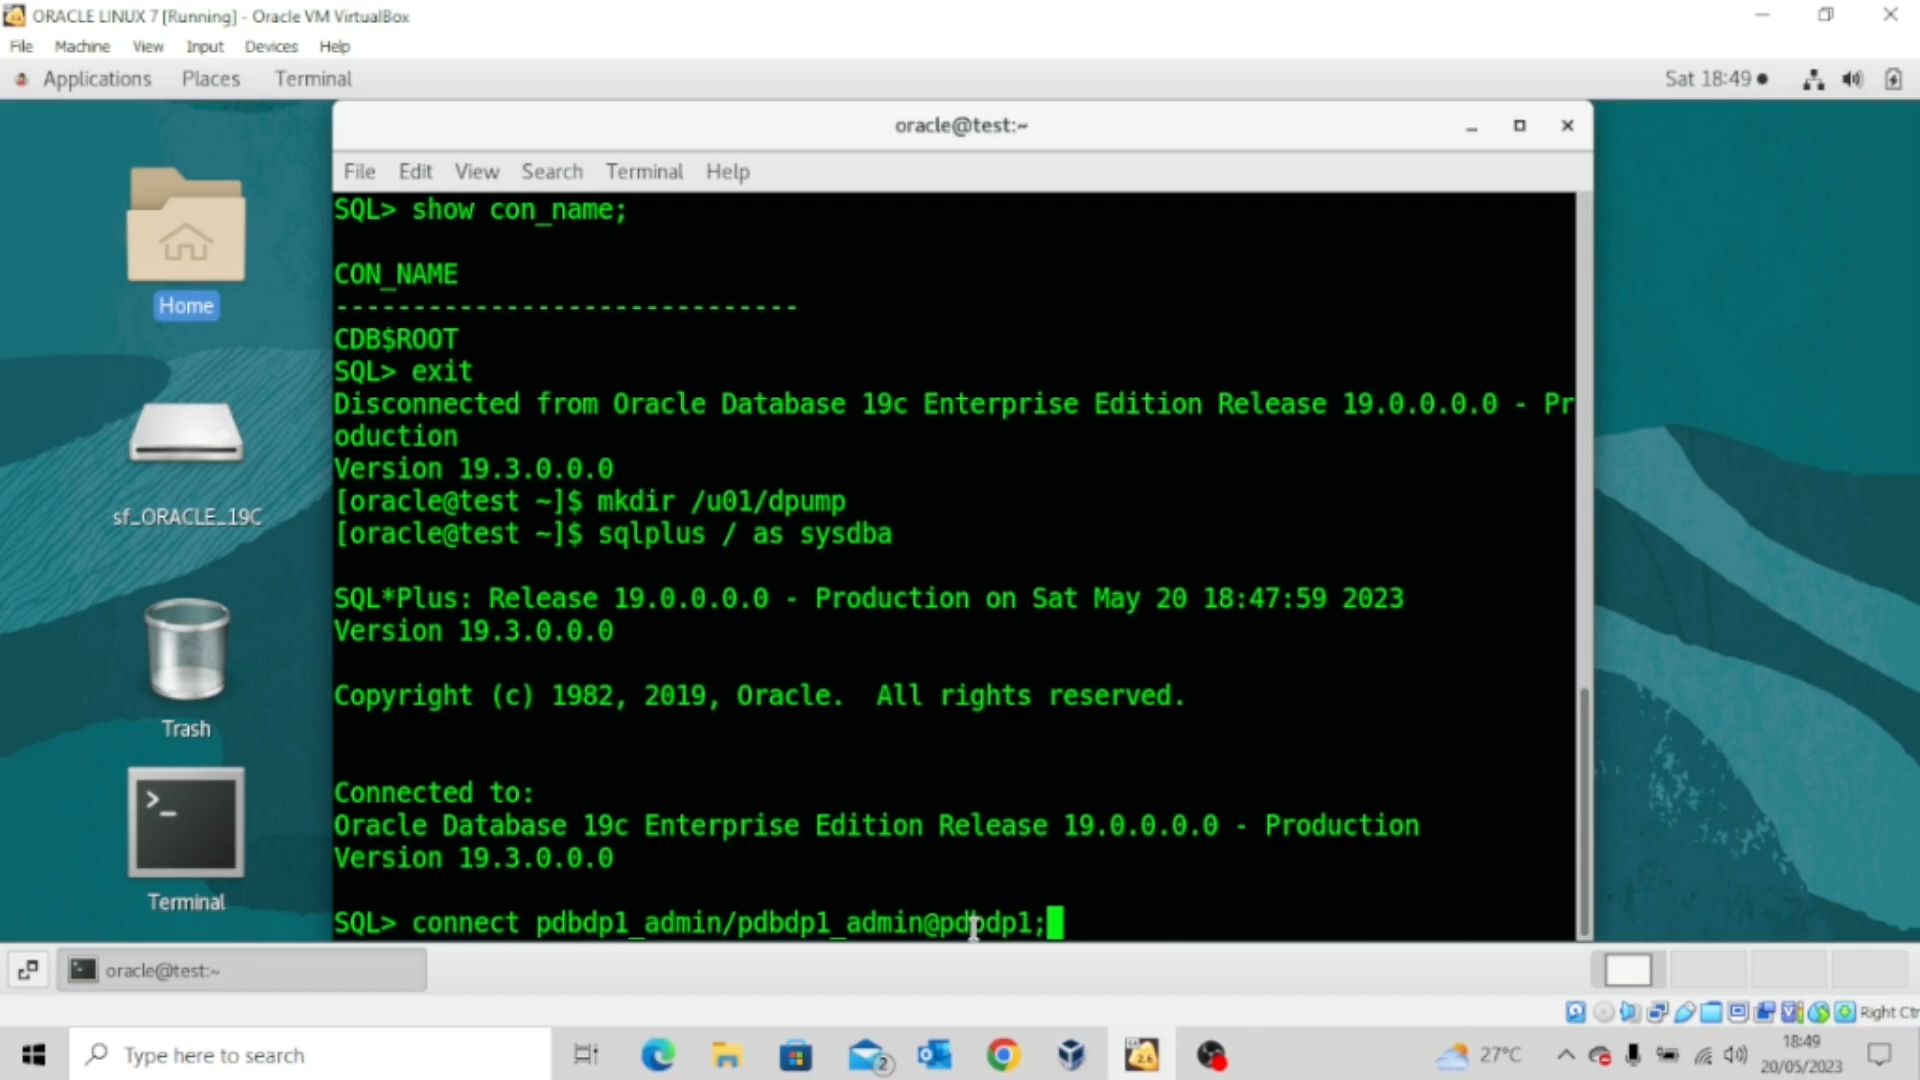 ORACLE LINUX 7 [Running] - Oracle VM VirtualBox
File Machine View Input Devices Help
Applications Places Terminal Sat 18:49
oracle@test:~
File Edit View Search Terminal Help
SQL> show con_name;
CON_NAME
------------------------------
CDB$ROOT
SQL> exit
Disconnected from Oracle Database 19c Enterprise Edition Release 19.0.0.0.0 - Pr
oduction
Version 19.3.0.0.0
[oracle@test ~]$ mkdir /u01/dpump
[oracle@test ~]$ sqlplus / as sysdba
SQL*Plus: Release 19.0.0.0.0 - Production on Sat May 20 18:47:59 2023
Version 19.3.0.0.0
Copyright (c) 1982, 2019, Oracle.  All rights reserved.
Connected to:
Oracle Database 19c Enterprise Edition Release 19.0.0.0.0 - Production
Version 19.3.0.0.0
SQL> connect pdbdp1_admin/pdbdp1_admin@pdbdp1;
Home
sf_ORACLE_19C
Trash
Terminal
oracle@test:~
Right Ctr
Type here to search
2
2.6
27°C
18:49
20/05/2023